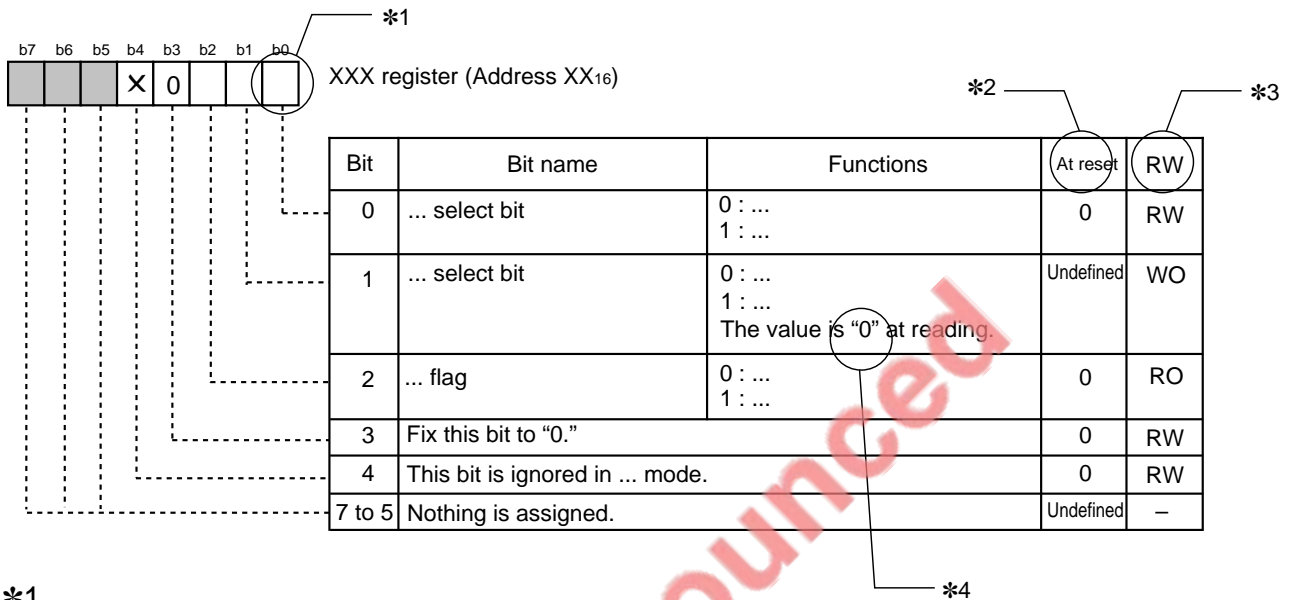 ✻1
b7 b6 b5 b4 b3 b2 b1 b0
✕ 0
XXX register (Address XX16)
✻2
✻3
Bit Bit name Functions At reset RW
0 ... select bit 0 : ... 0 RW
1 : ...
1 ... select bit 0 : ... Undefined WO
1 : ...
The value is “0” at reading.
2 ... flag 0 : ... 0 RO
1 : ...
3 Fix this bit to “0.” 0 RW
4 This bit is ignored in ... mode. 0 RW
7 to 5 Nothing is assigned. Undefined –
✻4
✻1
ounced